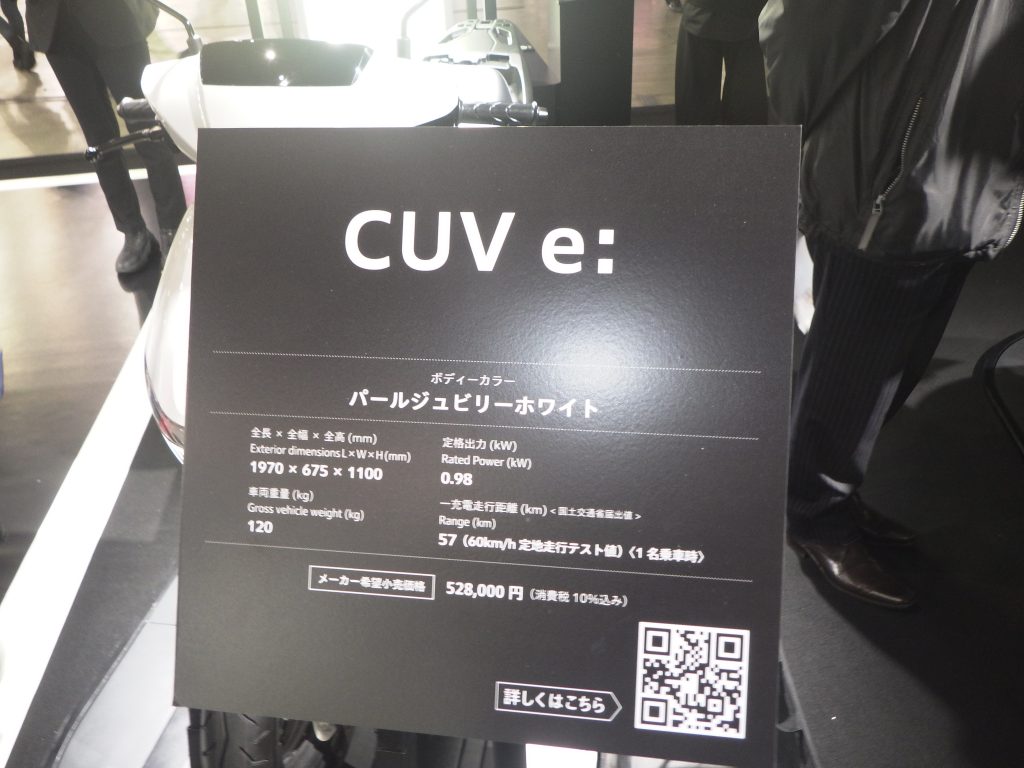 CUV e:
ボディーカラー
パールジュビリーホワイト
全長 × 全幅 × 全高 (mm)
Exterior dimensions L×W×H (mm)
1970 × 675 × 1100
車両重量 (kg)
Gross vehicle weight (kg)
120
定格出力 (kW)
Rated Power (kW)
0.98
一充電走行距離 (km) <国土交通省届出値>
Range (km)
57（60km/h 定地走行テスト値）〈1 名乗車時〉
メーカー希望小売価格 528,000 円（消費税 10%込み）
詳しくはこちら